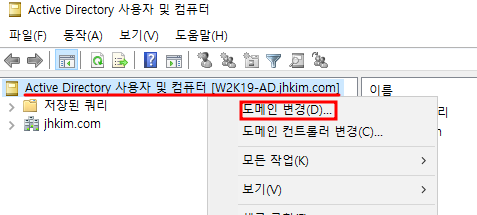 Active Directory 사용자 및 컴퓨터
파일(F) 동작(A) 보기(V) 도움말(H)
Active Directory 사용자 및 컴퓨터 [W2K19-AD.jhkim.com]
이름
저장된 쿼리
jhkim.com
도메인 변경(D)...
도메인 컨트롤러 변경(C)...
모든 작업(K)
보기(V)